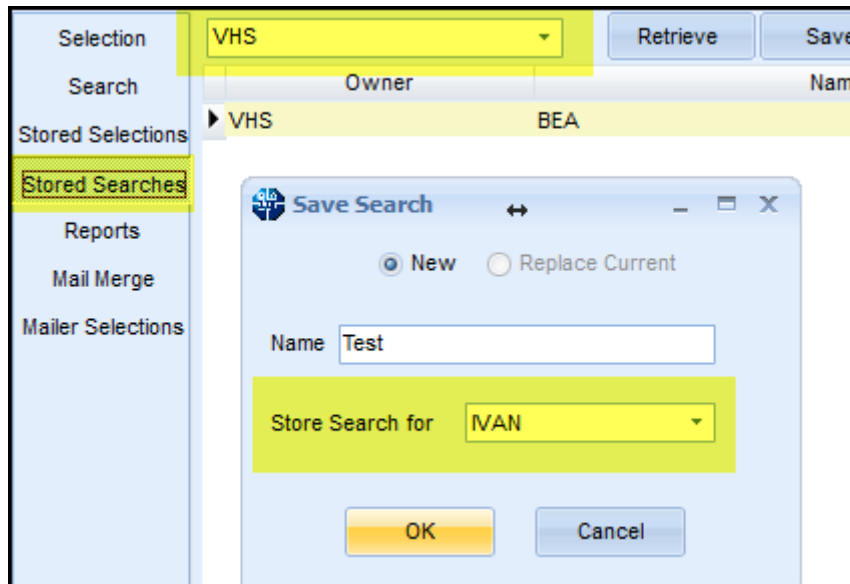 Selection
VHS
Retrieve
Save
Search
Owner
Nam
Stored Selections
VHS
BEA
Stored Searches
Save Search
Reports
New
Replace Current
Mail Merge
Mailer Selections
Name
Test
Store Search for
IVAN
OK
Cancel